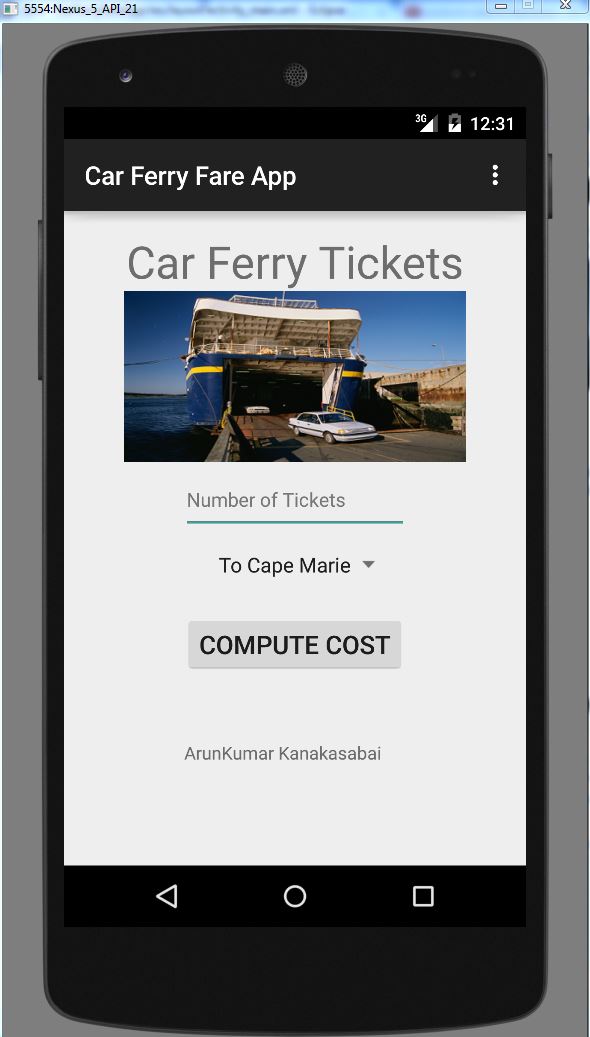 5554:Nexus_5_API_21
3G 12:31
Car Ferry Fare App
Car Ferry Tickets
Number of Tickets
To Cape Marie
COMPUTE COST
ArunKumar Kanakasabai